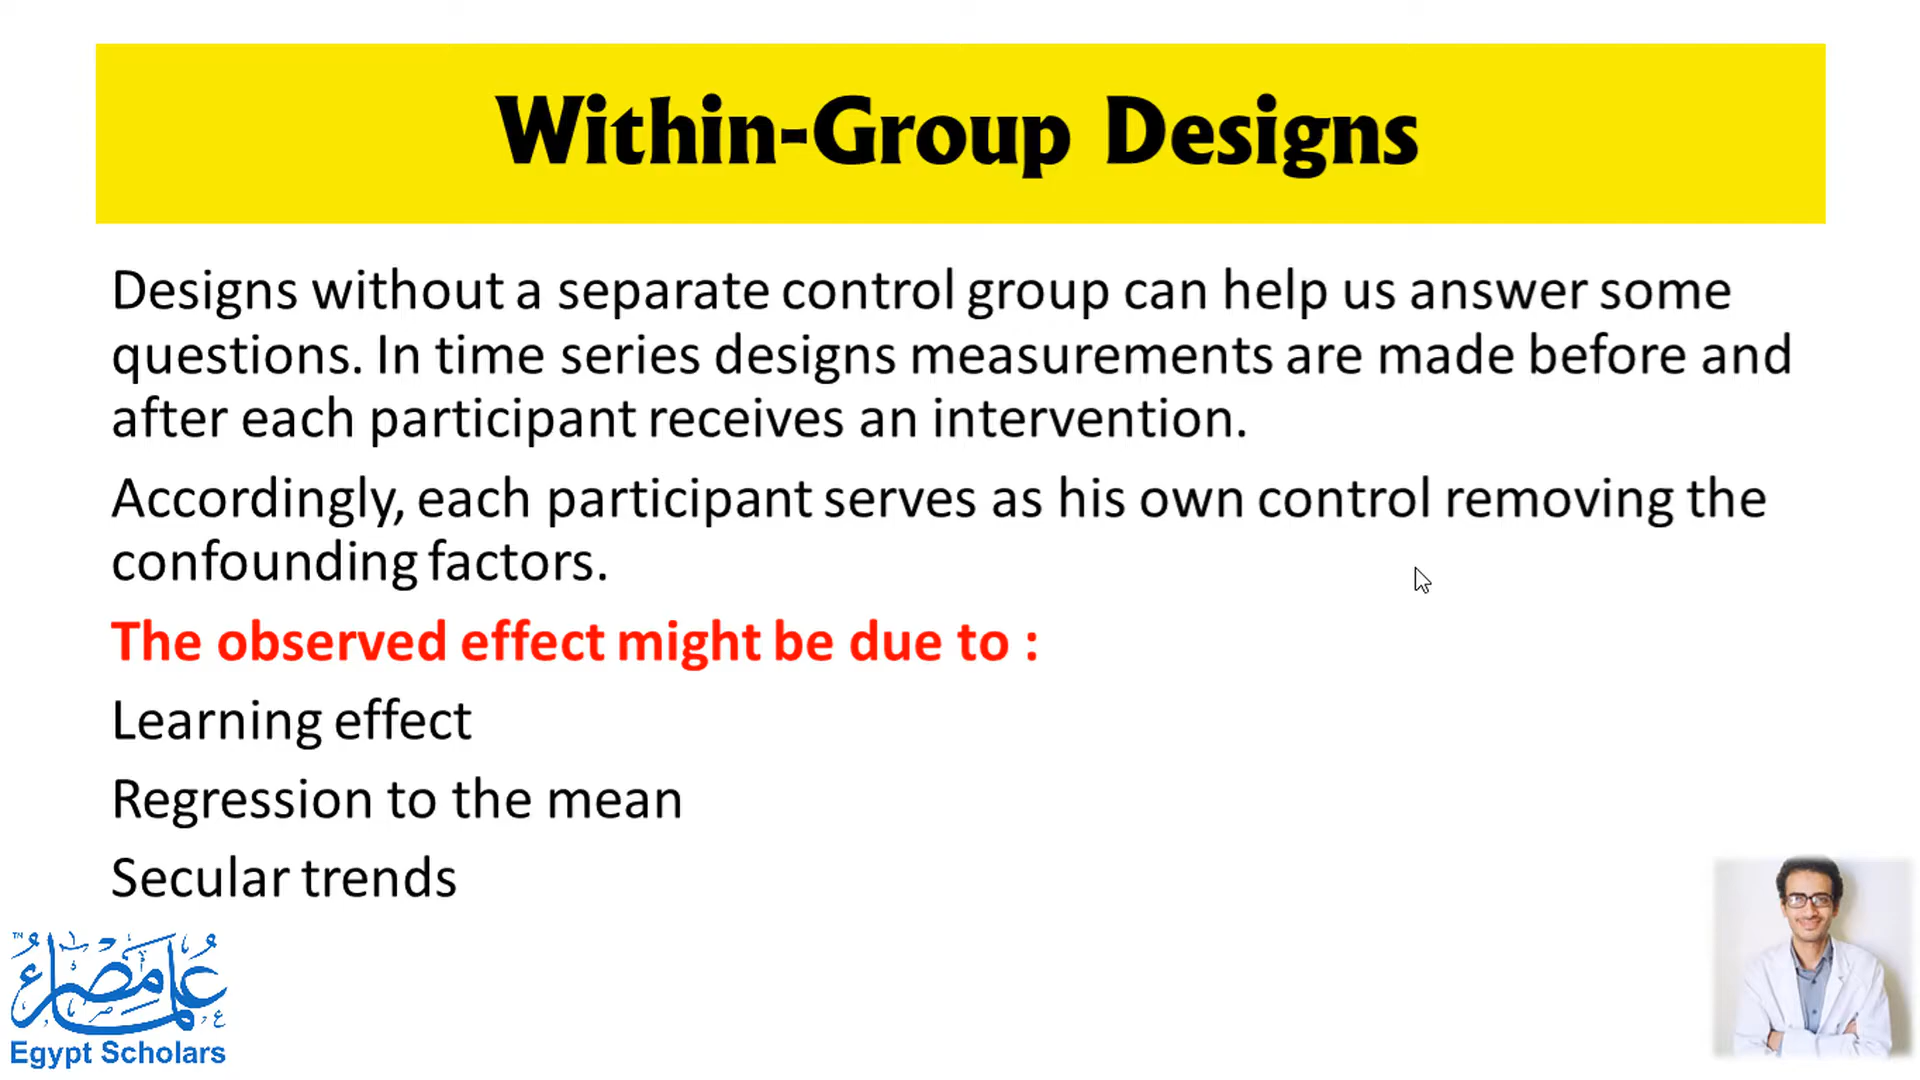 Within-Group Designs
Designs without a separate control group can help us answer some
questions. In time series designs measurements are made before and
after each participant receives an intervention.
Accordingly, each participant serves as his own control removing the
confounding factors.
The observed effect might be due to :
Learning effect
Regression to the mean
Secular trends
TM
علماء مصر
Egypt Scholars